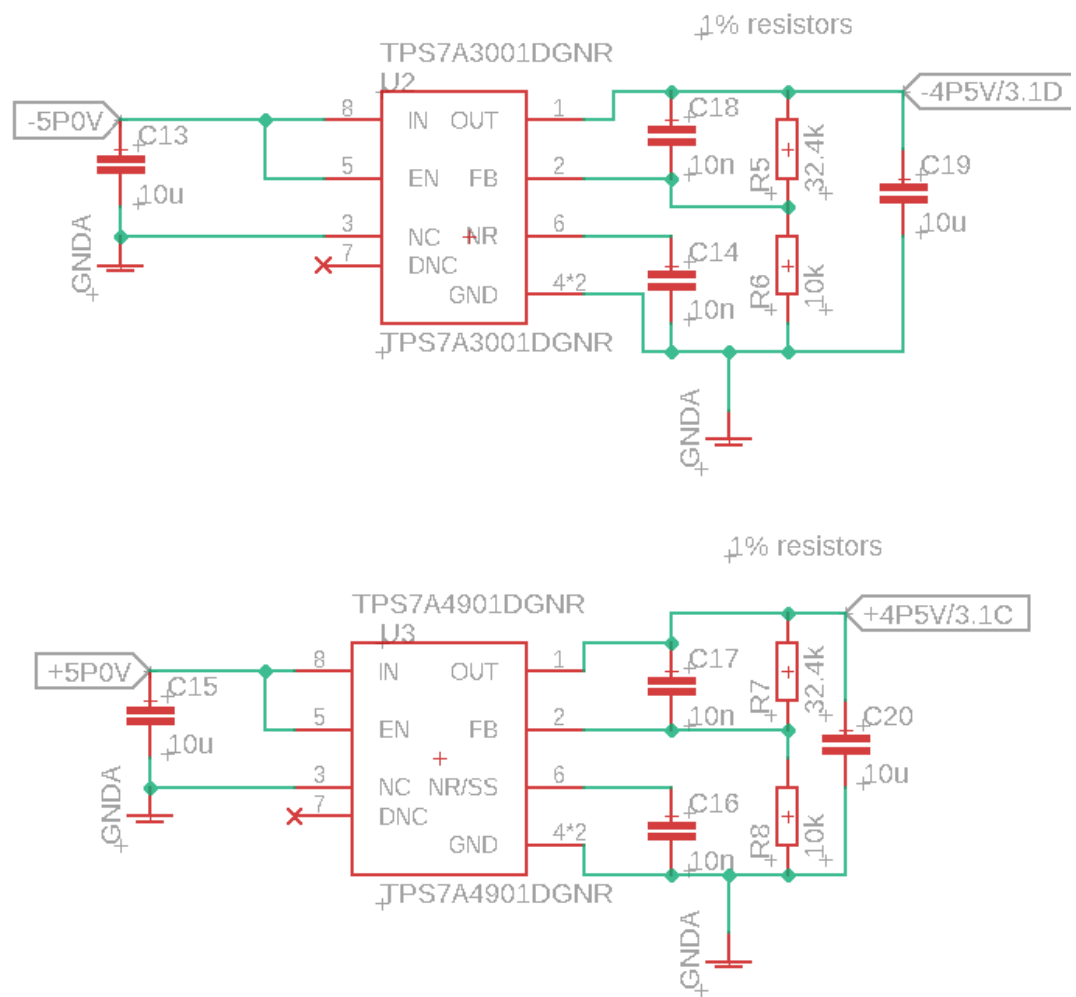 1% resistors
TPS7A3001DGNR
U2
-5P0V
C13
10u
GNDA
8 IN OUT 1
5 EN FB 2
3 NC NR 6
7 DNC
GND 4*2
TPS7A3001DGNR
C18
10n
R5
32.4k
C14
10n
R6
10k
-4P5V/3.1D
C19
10u
GNDA
1% resistors
TPS7A4901DGNR
U3
+5P0V
C15
10u
GNDA
8 IN OUT 1
5 EN FB 2
3 NC NR/SS 6
7 DNC
GND 4*2
TPS7A4901DGNR
C17
10n
R7
32.4k
C16
10n
R8
10k
+4P5V/3.1C
C20
10u
GNDA